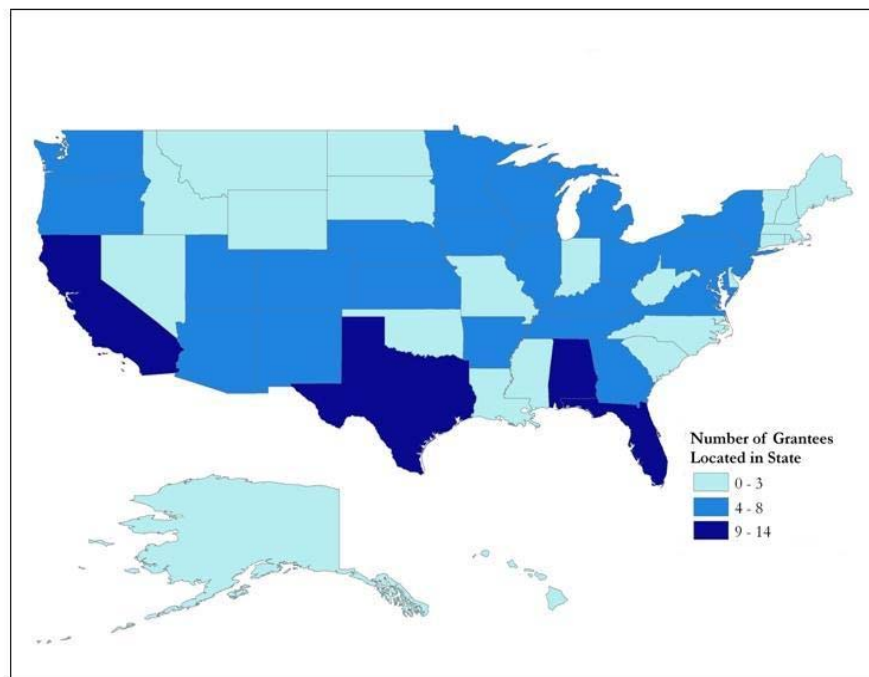 Number of Grantees
Located in State
0 - 3
4 - 8
9 - 14